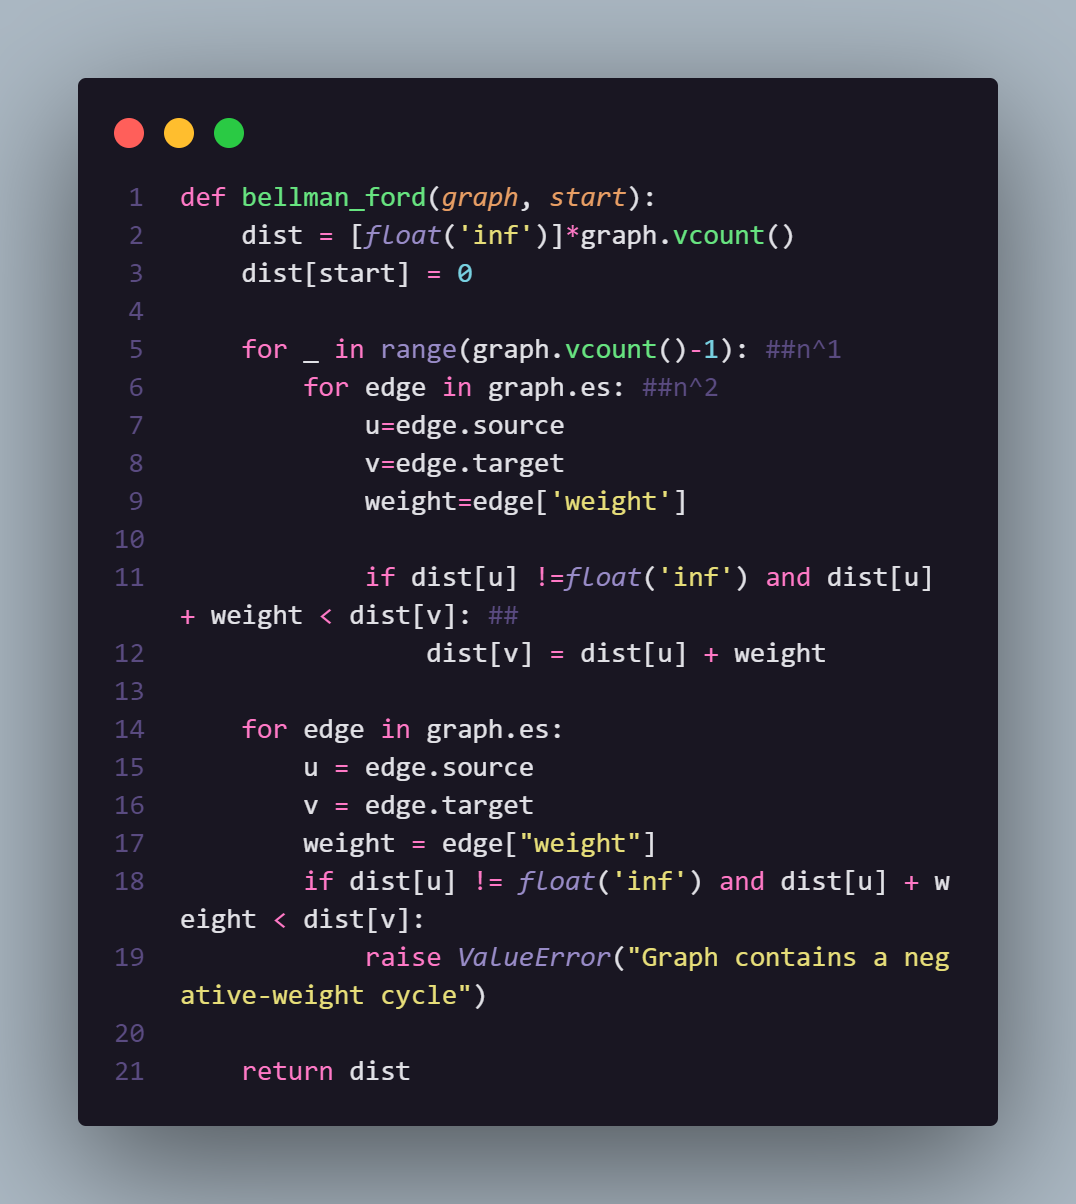 1 def bellman_ford(graph, start):
2     dist = [float('inf')]*graph.vcount()
3     dist[start] = 0
4
5     for _ in range(graph.vcount()-1): ##n^1
6         for edge in graph.es: ##n^2
7             u=edge.source
8             v=edge.target
9             weight=edge['weight']
10
11             if dist[u] !=float('inf') and dist[u]
+ weight < dist[v]: ##
12                 dist[v] = dist[u] + weight
13
14     for edge in graph.es:
15         u = edge.source
16         v = edge.target
17         weight = edge["weight"]
18         if dist[u] != float('inf') and dist[u] + w
eight < dist[v]:
19             raise ValueError("Graph contains a neg
ative-weight cycle")
20
21     return dist